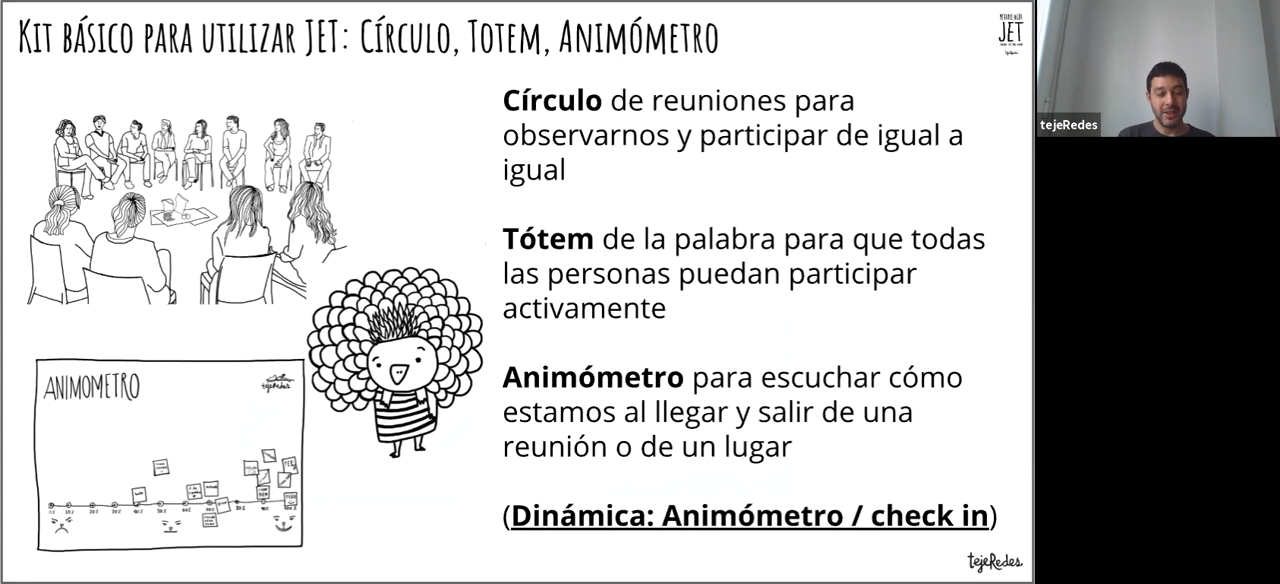 Kit básico para utilizar JET: Círculo, Totem, Animómetro
JET
tejeRedes
Círculo de reuniones para
observarnos y participar de igual a
igual
Tótem de la palabra para que todas
las personas puedan participar
activamente
Animómetro para escuchar cómo
estamos al llegar y salir de una
reunión o de un lugar
(Dinámica: Animómetro / check in)
ANIMOMETRO
tejeRedes
tejeRedes